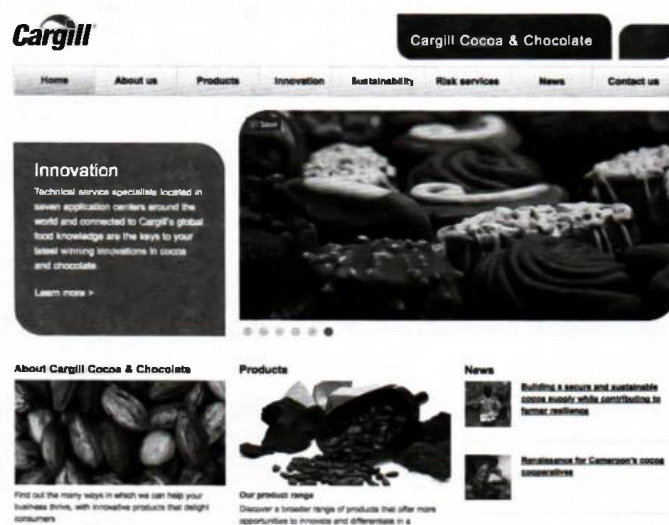 Cargill
Cargill Cocoa & Chocolate
Home About us Products Innovation Sustainability Risk services News Contact us
Innovation
Technical service specialists located in
seven application centers around the
world and connected to Cargill's global
food knowledge are the keys to your
latest winning innovations in cocoa
and chocolate.
Learn more >
About Cargill Cocoa & Chocolate
Find out the many ways in which we can help your
business thrive, with innovative products that delight
consumers
Products
Our product range
Discover a broader range of products that offer more
opportunities to innovate and differentiate in a
News
Building a secure and sustainable
cocoa supply while contributing to
farmer resilience
Renaissance for Cameroon's cocoa
cooperatives